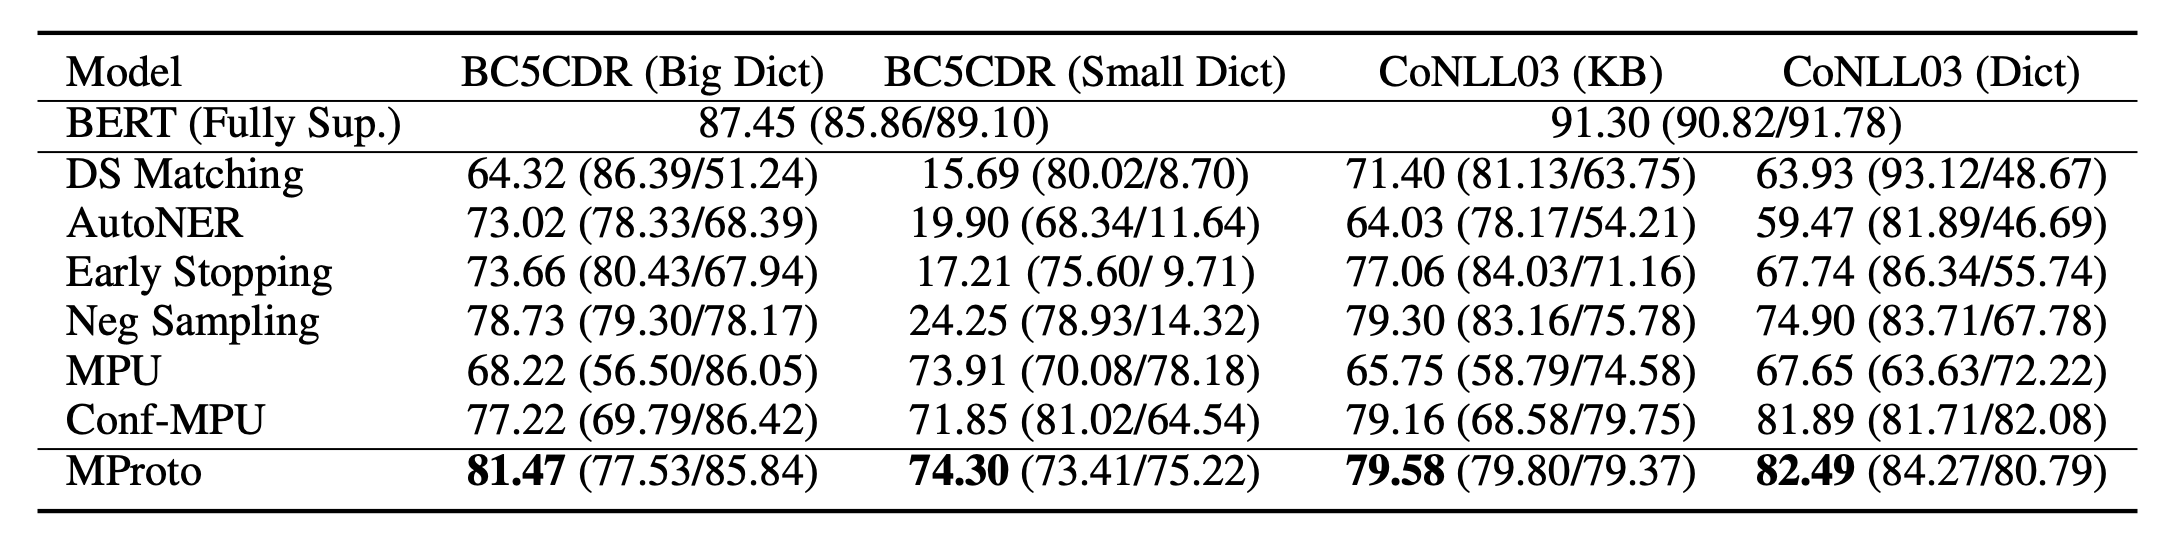 Model BC5CDR (Big Dict) BC5CDR (Small Dict) CoNLL03 (KB) CoNLL03 (Dict)
BERT (Fully Sup.) 87.45 (85.86/89.10) 91.30 (90.82/91.78)
DS Matching 64.32 (86.39/51.24) 15.69 (80.02/8.70) 71.40 (81.13/63.75) 63.93 (93.12/48.67)
AutoNER 73.02 (78.33/68.39) 19.90 (68.34/11.64) 64.03 (78.17/54.21) 59.47 (81.89/46.69)
Early Stopping 73.66 (80.43/67.94) 17.21 (75.60/ 9.71) 77.06 (84.03/71.16) 67.74 (86.34/55.74)
Neg Sampling 78.73 (79.30/78.17) 24.25 (78.93/14.32) 79.30 (83.16/75.78) 74.90 (83.71/67.78)
MPU 68.22 (56.50/86.05) 73.91 (70.08/78.18) 65.75 (58.79/74.58) 67.65 (63.63/72.22)
Conf-MPU 77.22 (69.79/86.42) 71.85 (81.02/64.54) 79.16 (68.58/79.75) 81.89 (81.71/82.08)
MProto 81.47 (77.53/85.84) 74.30 (73.41/75.22) 79.58 (79.80/79.37) 82.49 (84.27/80.79)